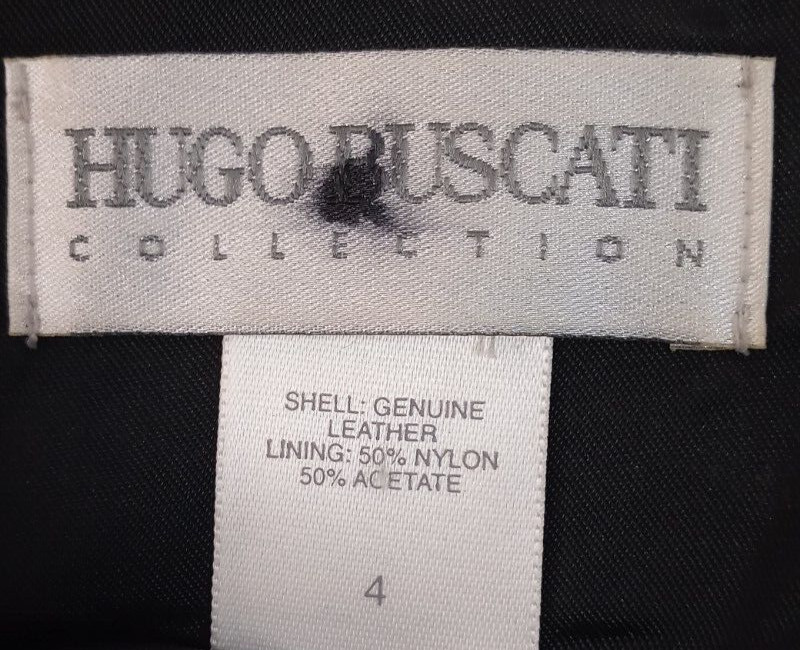 HUGO BUSCATI
COLLECTION
SHELL: GENUINE
LEATHER
LINING: 50% NYLON
50% ACETATE
4